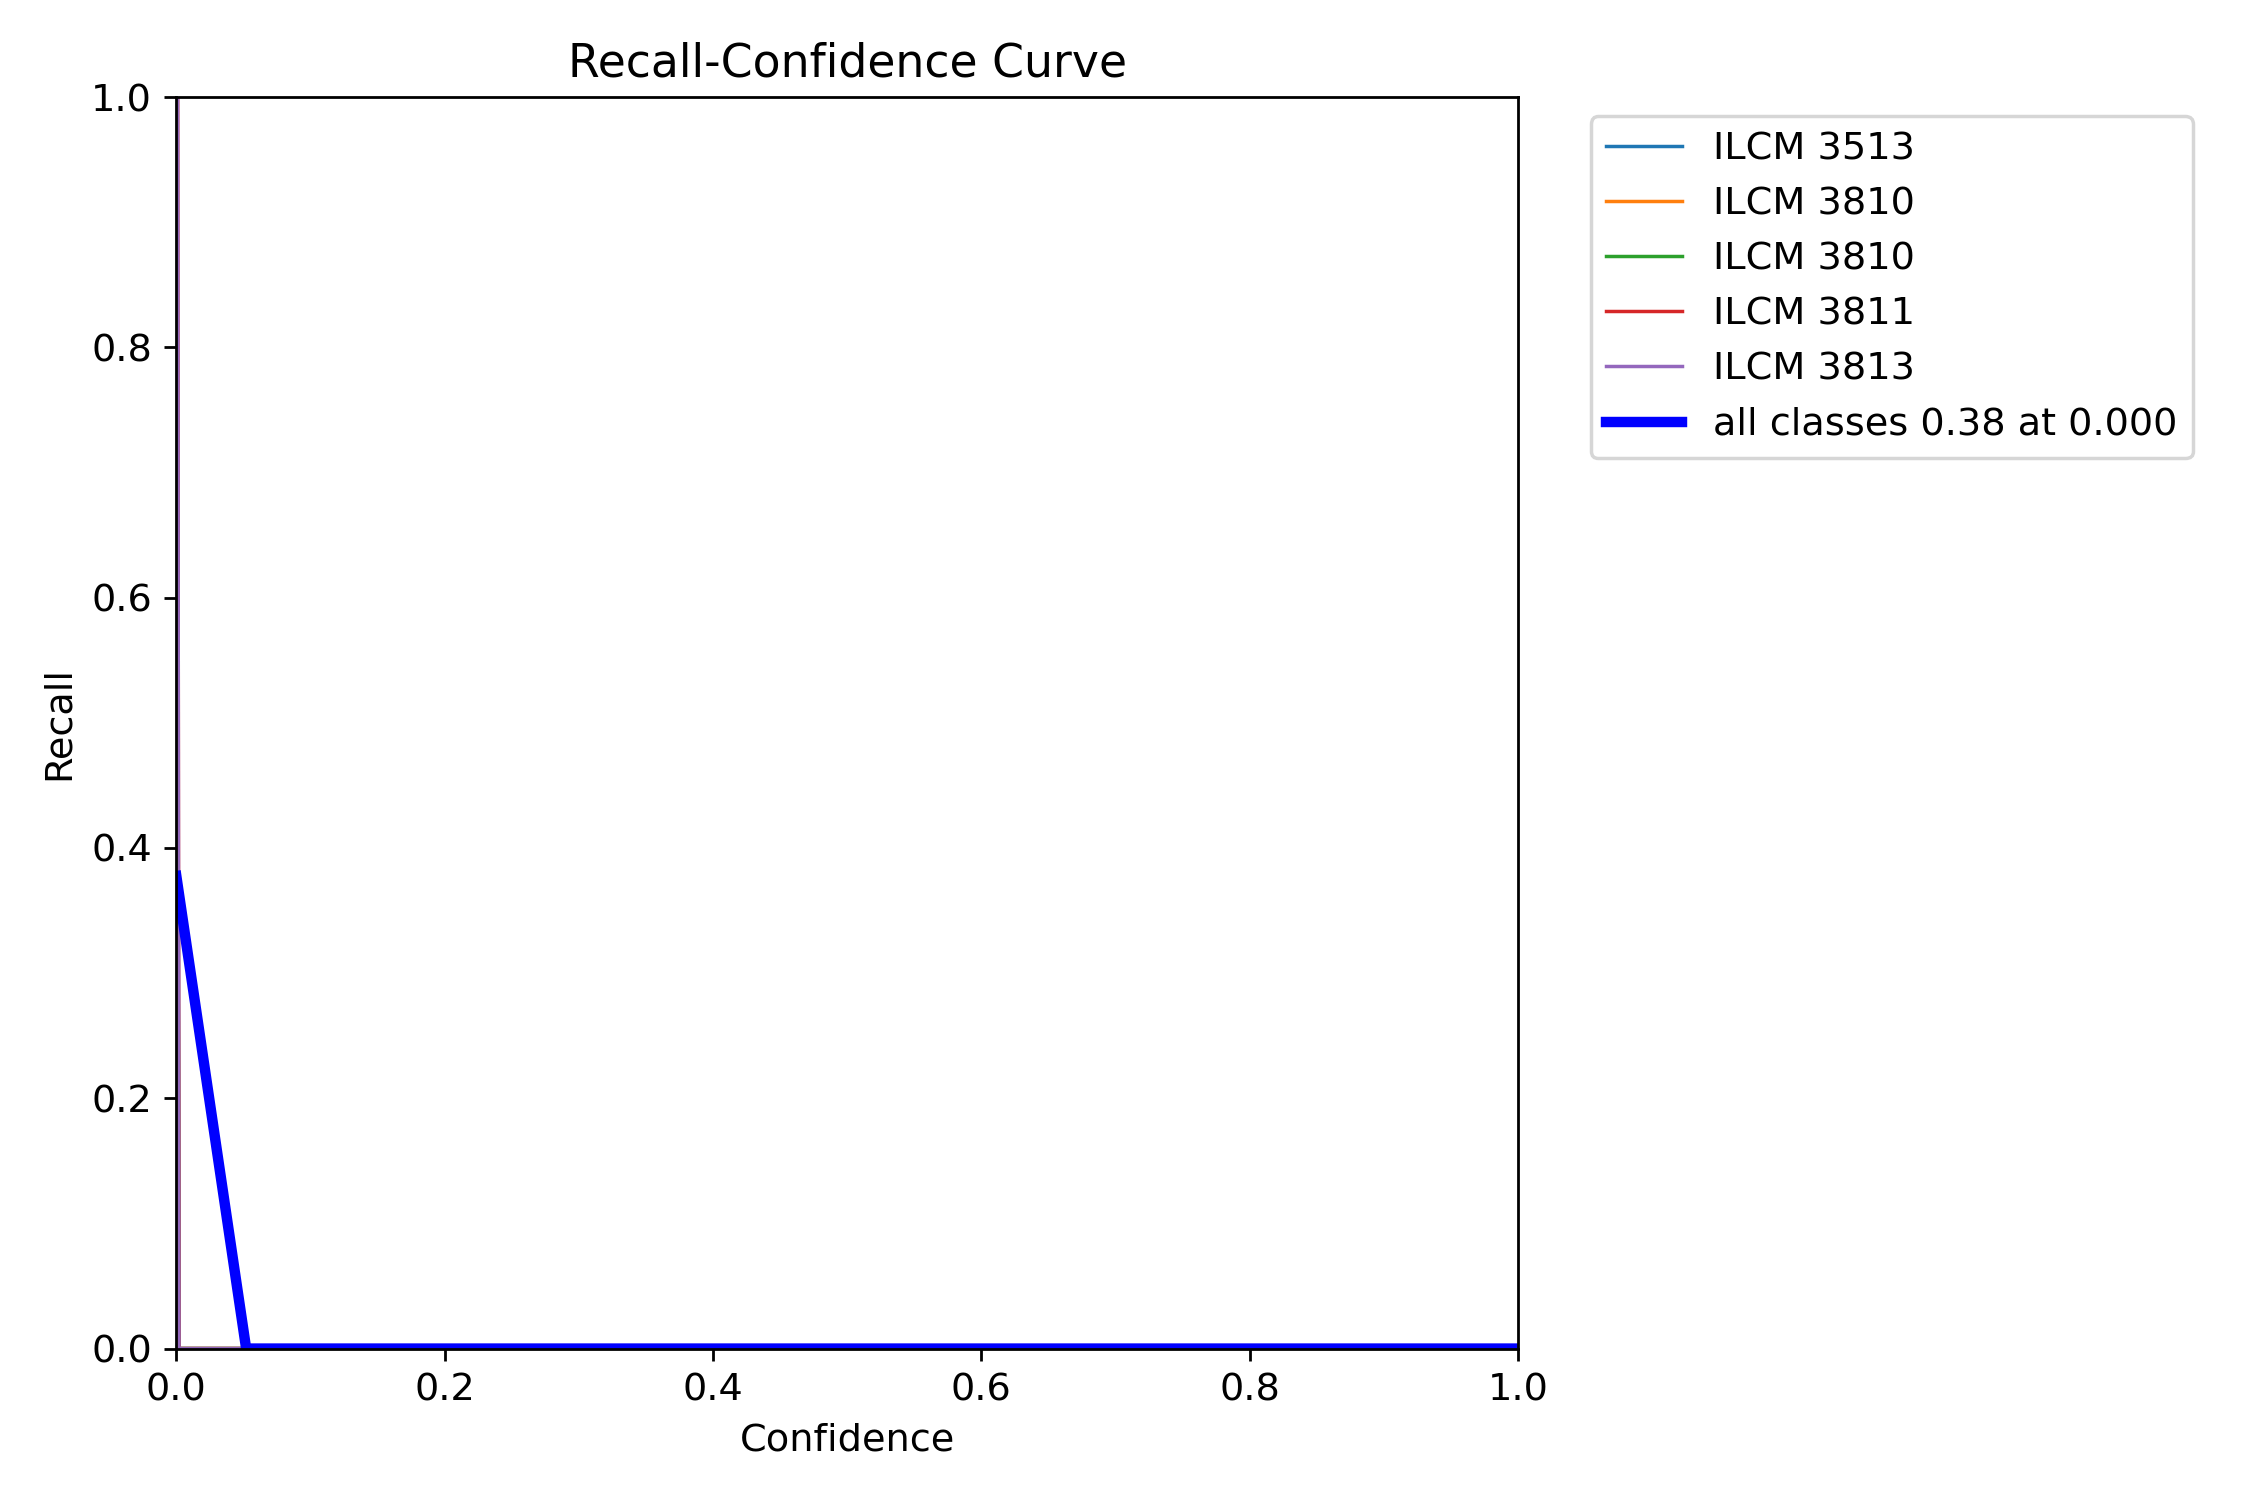 Recall-Confidence Curve
1.0
0.8
0.6
0.4
0.2
0.0
Recall
0.0 0.2 0.4 0.6 0.8 1.0
Confidence
ILCM 3513
ILCM 3810
ILCM 3810
ILCM 3811
ILCM 3813
all classes 0.38 at 0.000